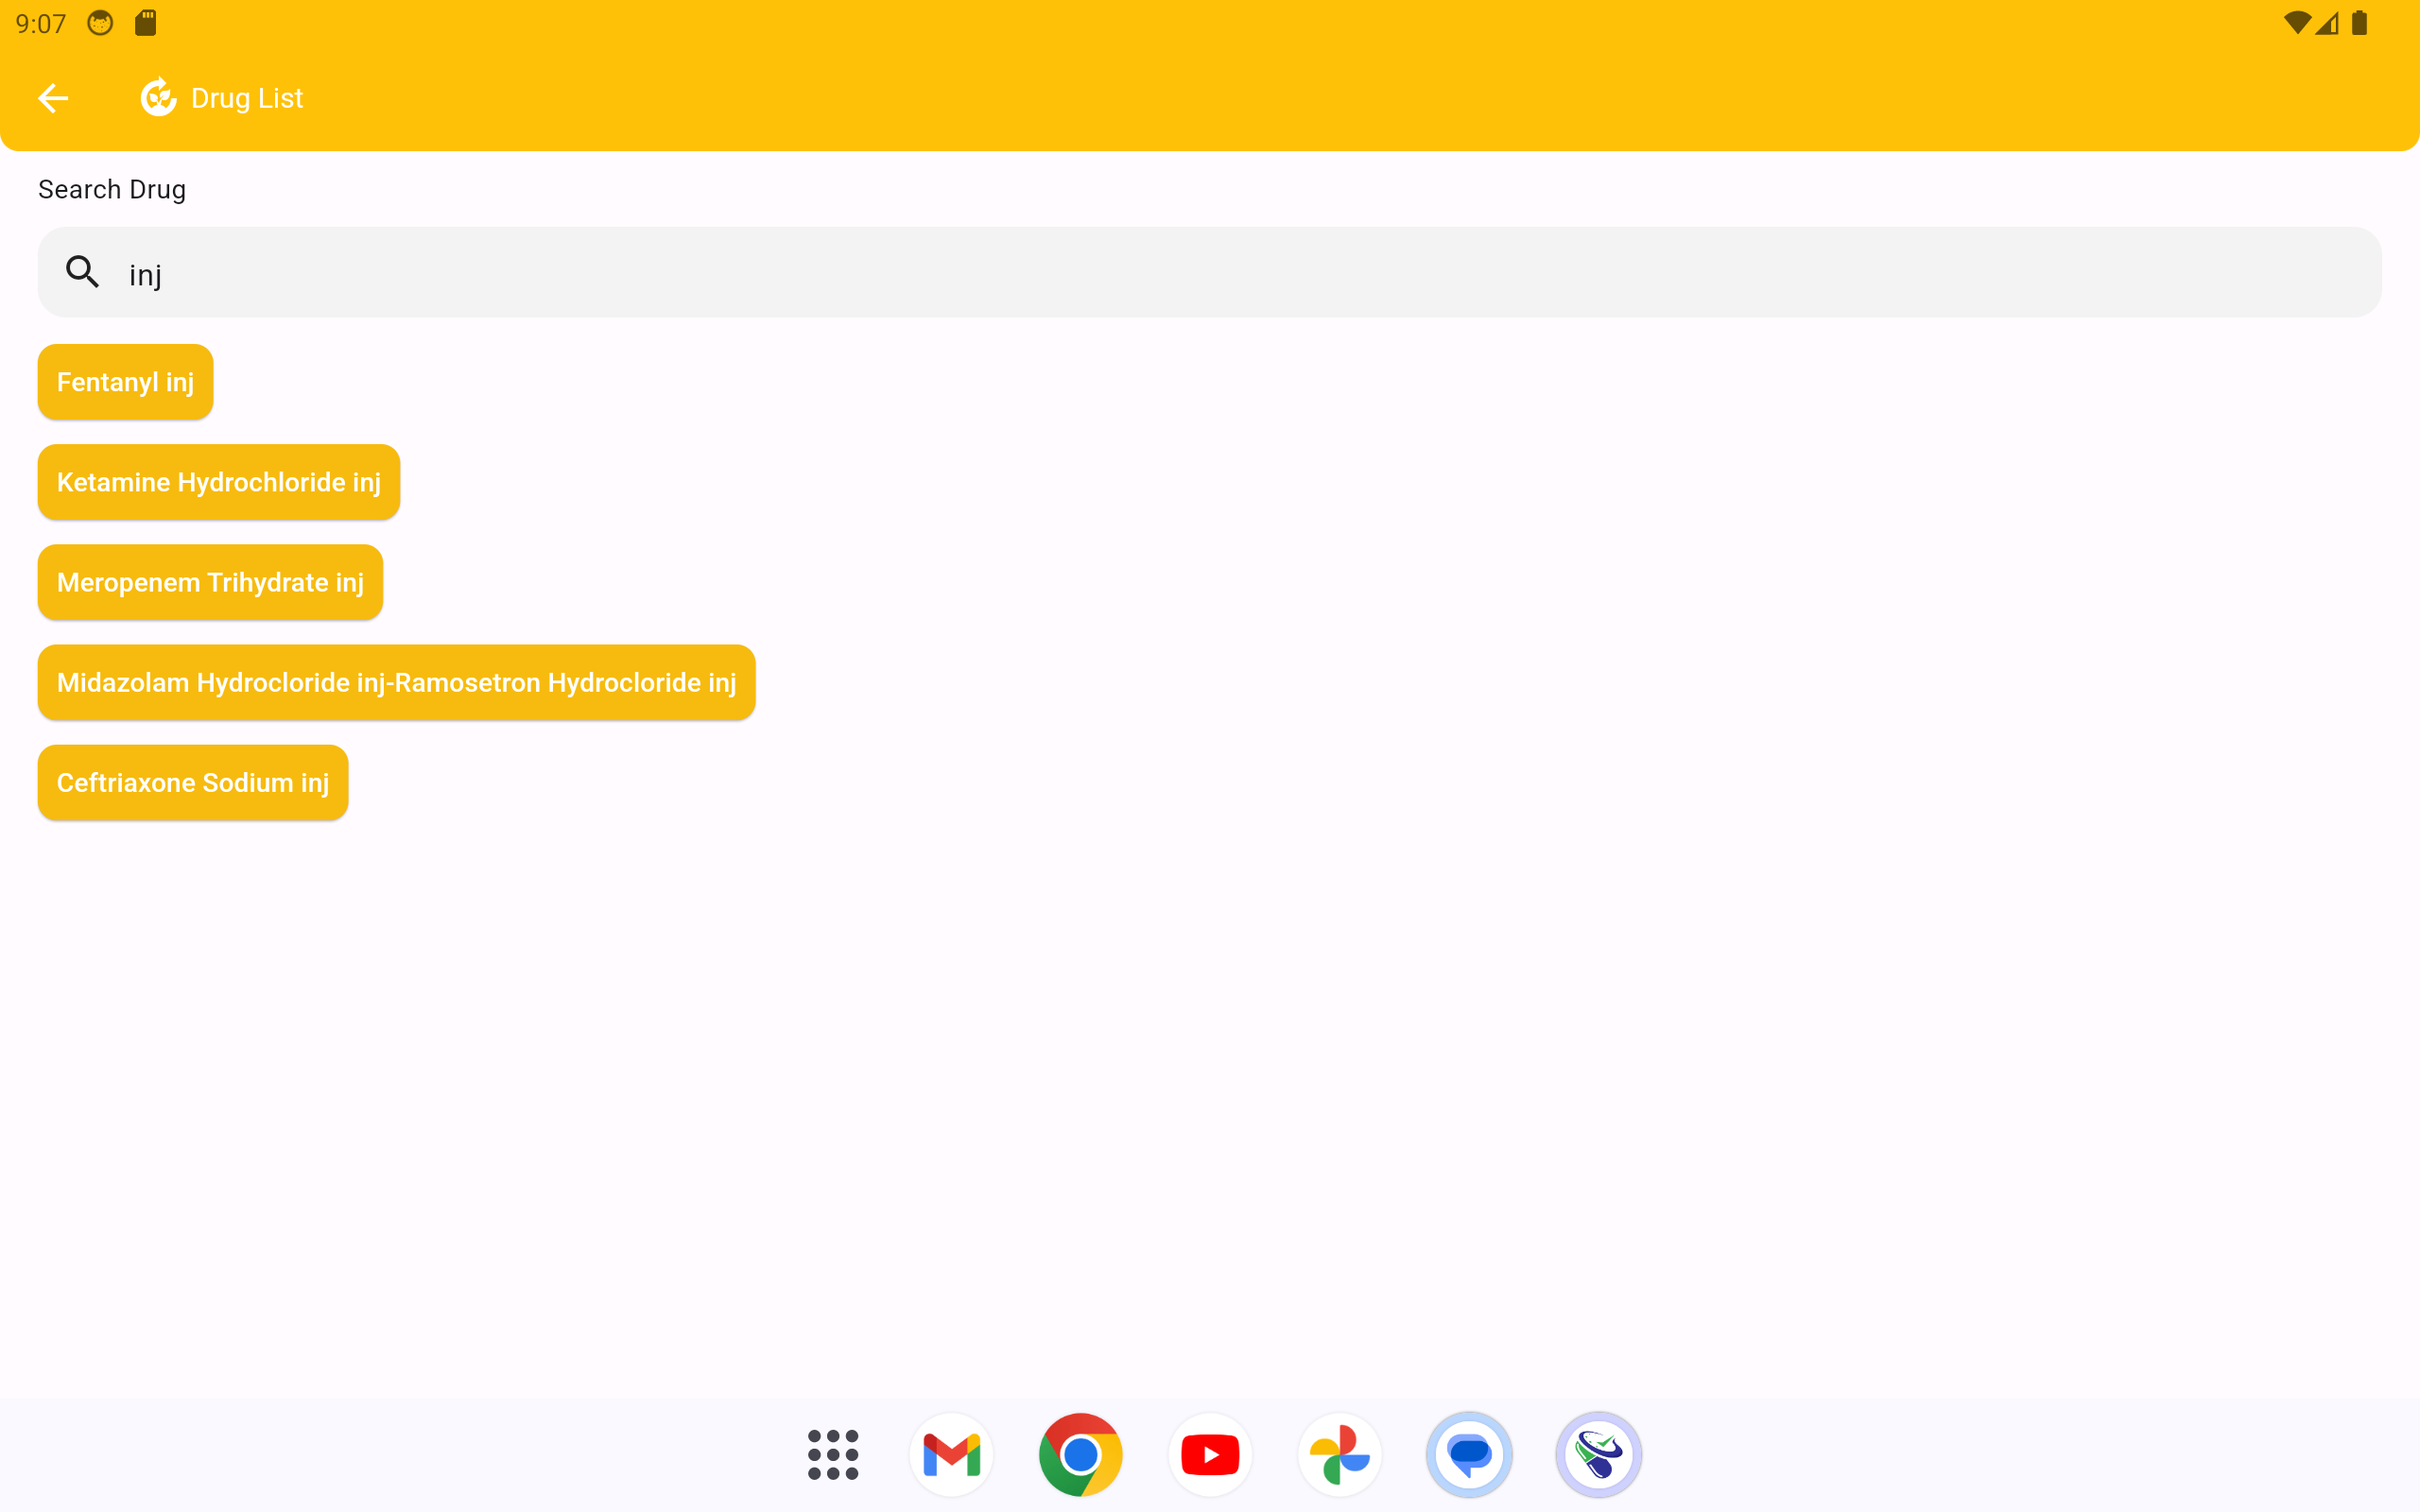 9:07
Drug List
Search Drug
inj
Fentanyl inj
Ketamine Hydrochloride inj
Meropenem Trihydrate inj
Midazolam Hydrocloride inj-Ramosetron Hydrocloride inj
Ceftriaxone Sodium inj